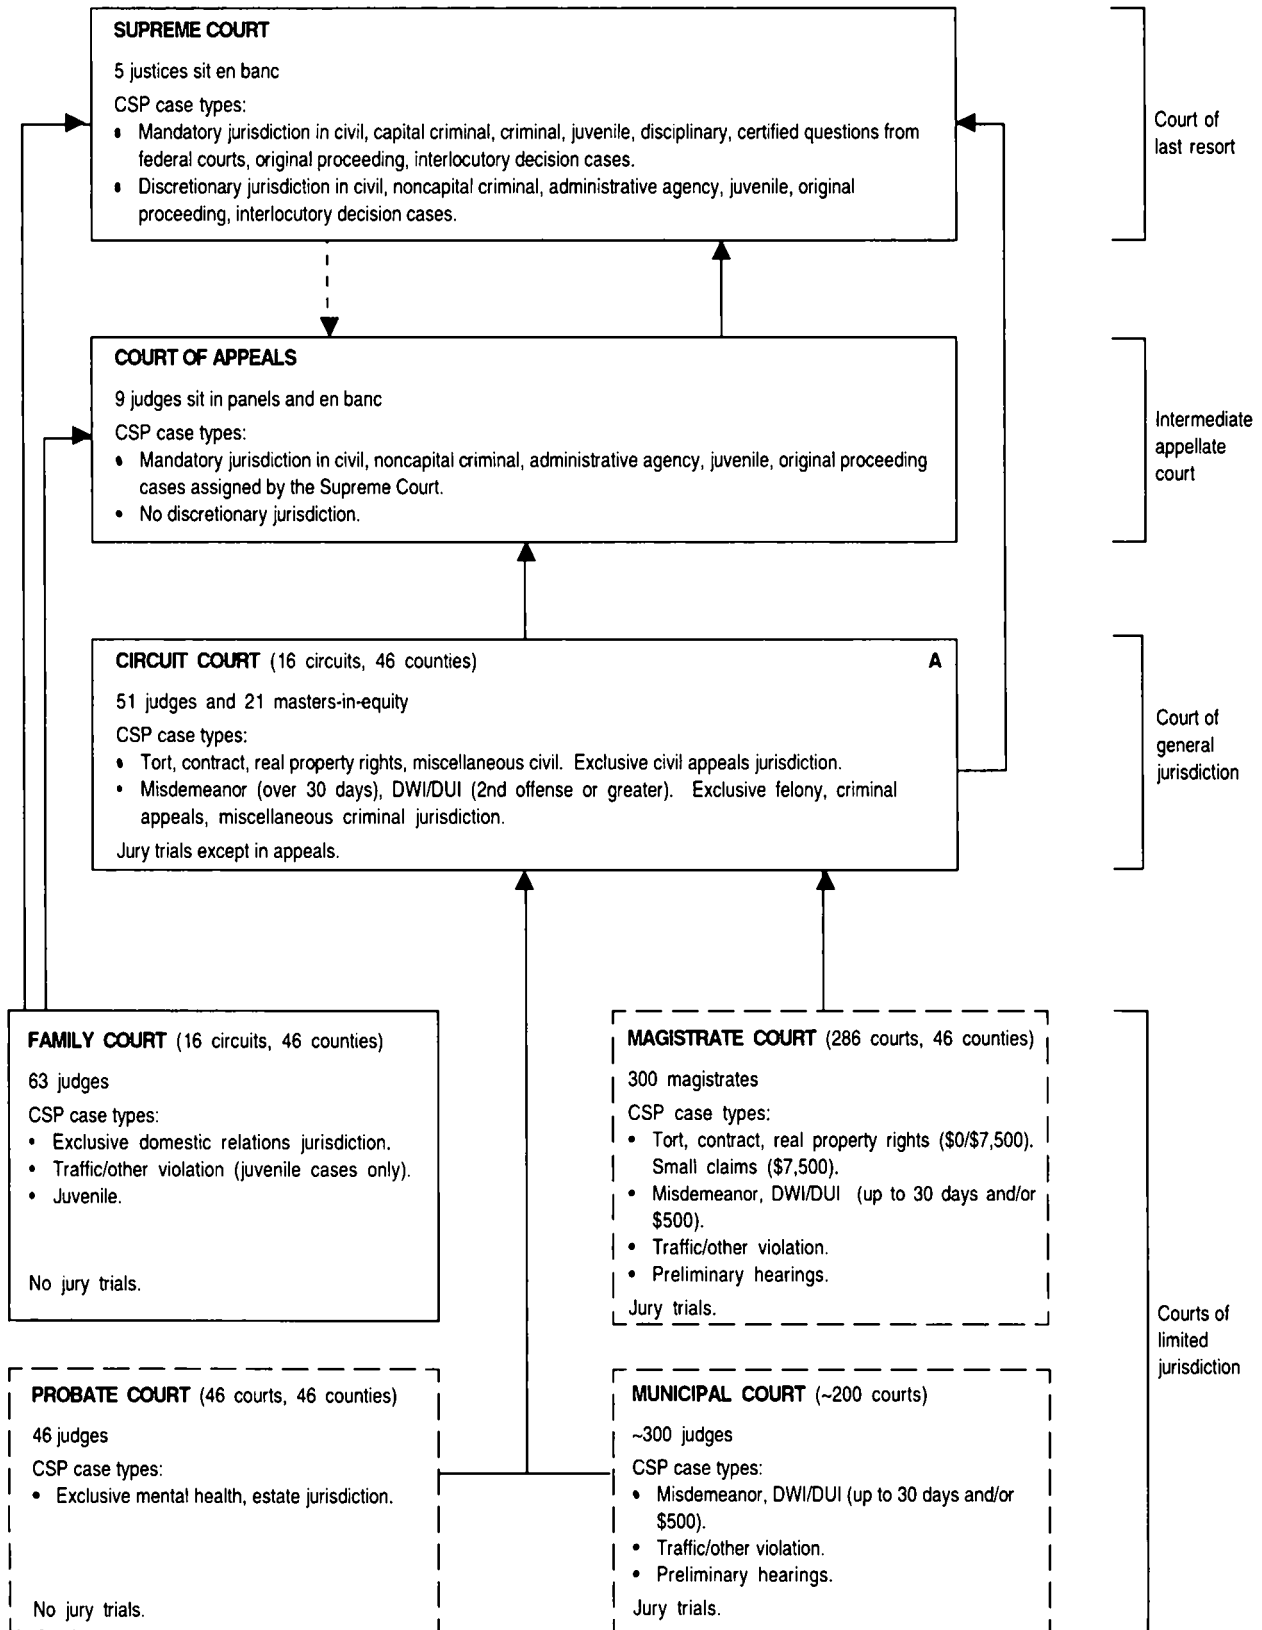 SUPREME COURT
5 justices sit en banc
CSP case types:
• Mandatory jurisdiction in civil, capital criminal, criminal, juvenile, disciplinary, certified questions from
federal courts, original proceeding, interlocutory decision cases.
• Discretionary jurisdiction in civil, noncapital criminal, administrative agency, juvenile, original
proceeding, interlocutory decision cases.
Court of
last resort
COURT OF APPEALS
9 judges sit in panels and en banc
CSP case types:
• Mandatory jurisdiction in civil, noncapital criminal, administrative agency, juvenile, original proceeding
cases assigned by the Supreme Court.
• No discretionary jurisdiction.
Intermediate
appellate
court
CIRCUIT COURT (16 circuits, 46 counties) A
51 judges and 21 masters-in-equity
CSP case types:
• Tort, contract, real property rights, miscellaneous civil. Exclusive civil appeals jurisdiction.
• Misdemeanor (over 30 days), DWI/DUI (2nd offense or greater). Exclusive felony, criminal
appeals, miscellaneous criminal jurisdiction.
Jury trials except in appeals.
Court of
general
jurisdiction
FAMILY COURT (16 circuits, 46 counties)
63 judges
CSP case types:
• Exclusive domestic relations jurisdiction.
• Traffic/other violation (juvenile cases only).
• Juvenile.
No jury trials.
MAGISTRATE COURT (286 courts, 46 counties)
300 magistrates
CSP case types:
• Tort, contract, real property rights ($0/$7,500).
Small claims ($7,500).
• Misdemeanor, DWI/DUI (up to 30 days and/or
$500).
• Traffic/other violation.
• Preliminary hearings.
Jury trials.
PROBATE COURT (46 courts, 46 counties)
46 judges
CSP case types:
• Exclusive mental health, estate jurisdiction.
No jury trials.
MUNICIPAL COURT (~200 courts)
~300 judges
CSP case types:
• Misdemeanor, DWI/DUI (up to 30 days and/or
$500).
• Traffic/other violation.
• Preliminary hearings.
Jury trials.
Courts of
limited
jurisdiction